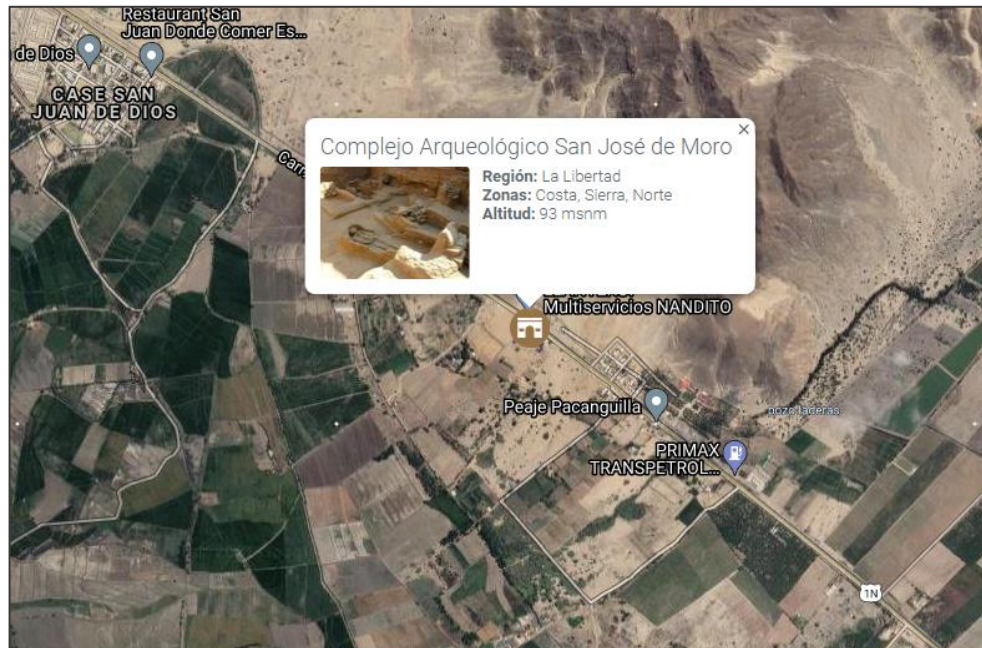 Restaurant San
Juan Donde Comer Es...
de Dios
CASE SAN
JUAN DE DIOS
×
Complejo Arqueológico San José de Moro
Región: La Libertad
Zonas: Costa, Sierra, Norte
Altitud: 93 msnm
Multiservicios NANDITO
Peaje Pacanguilla
pozo laderas
PRIMAX
TRANSPETROL...
1N